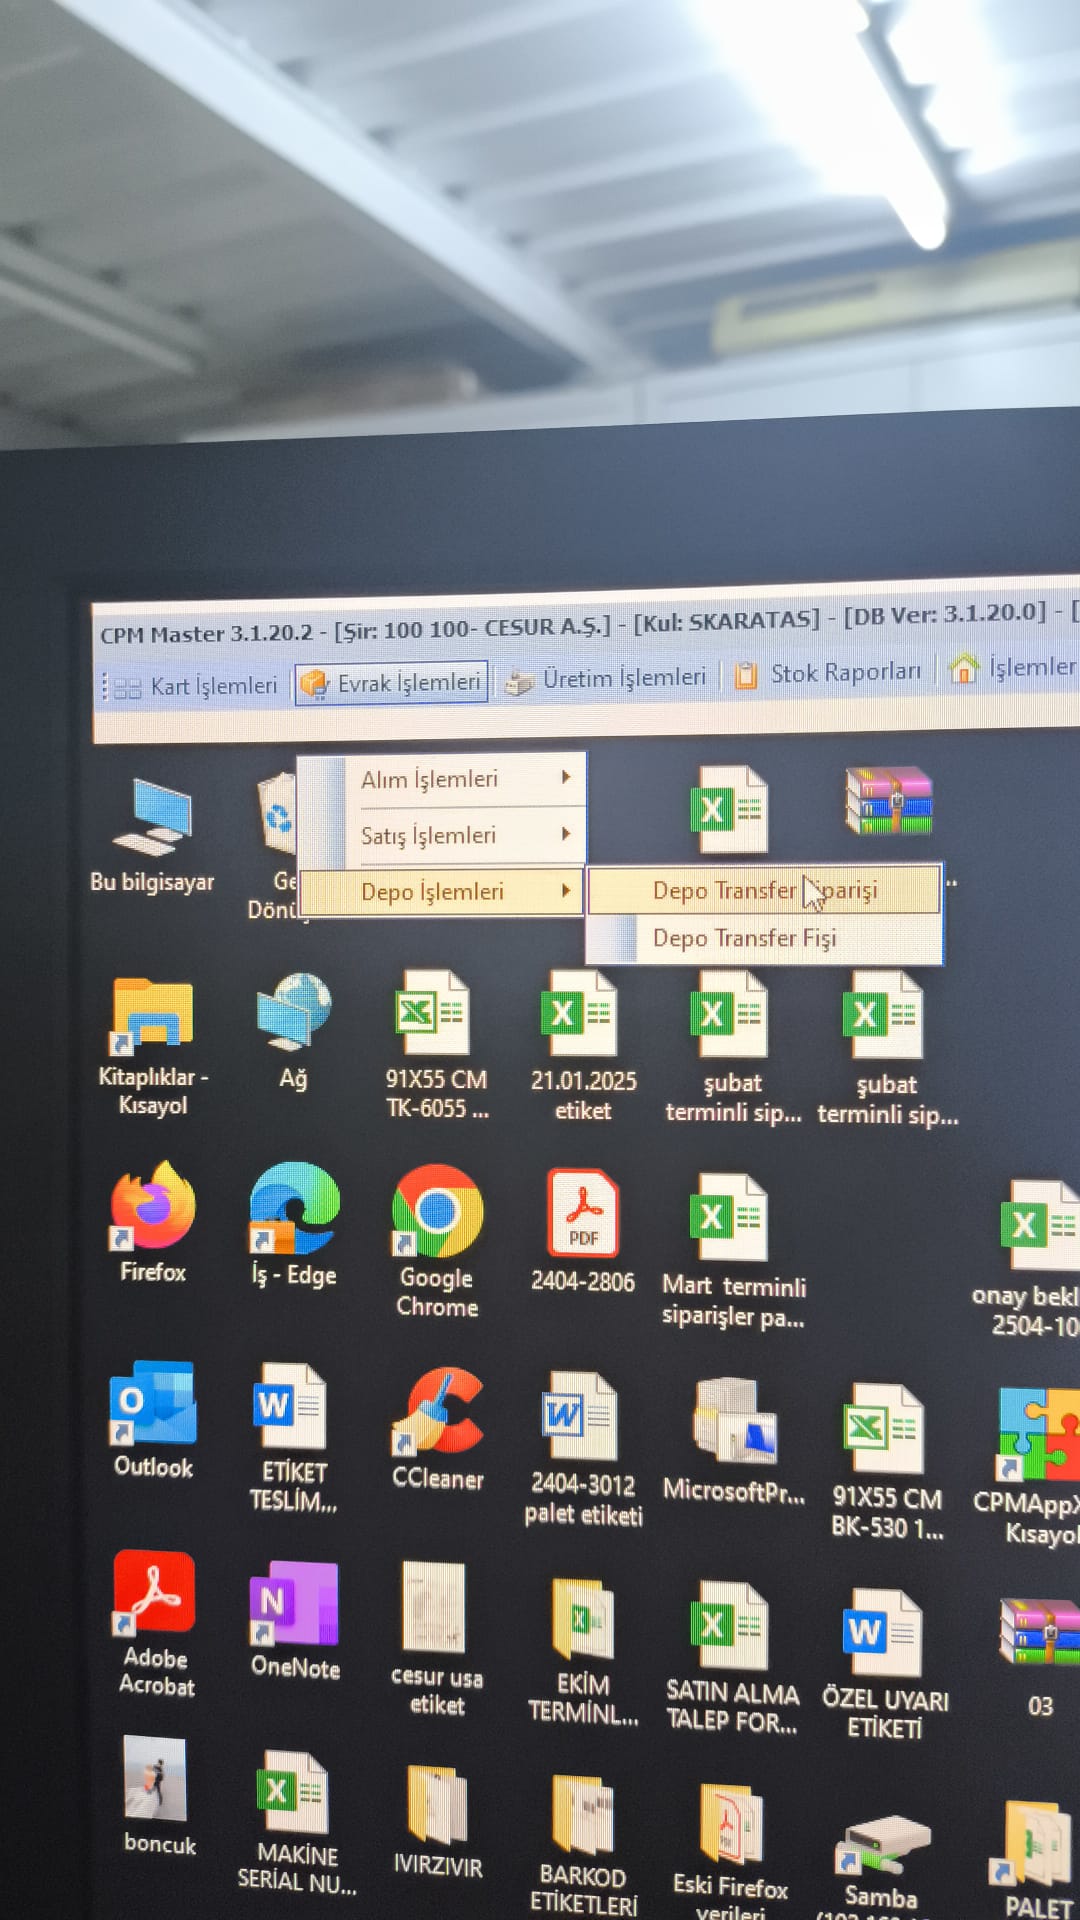 CPM Master 3.1.20.2 - [Şir: 100 100- CESUR A.Ş.] - [Kul: SKARATAS] - [DB Ver: 3.1.20.0] - [
Kart İşlemleri
Evrak İşlemleri
Üretim İşlemleri
Stok Raporları
İşlemler
Alım İşlemleri
Satış İşlemleri
Depo İşlemleri
Depo Transfer Siparişi
Depo Transfer Fişi
Bu bilgisayar
Ge
Dönüş
..
Kitaplıklar -
Kısayol
Ağ
91X55 CM
TK-6055 ...
21.01.2025
etiket
şubat
terminli sip...
şubat
terminli sip...
Firefox
İş - Edge
Google
Chrome
PDF
2404-2806
Mart terminli
siparişler pa...
onay bekl
2504-10
Outlook
ETİKET
TESLİM...
CCleaner
2404-3012
palet etiketi
MicrosoftPr...
91X55 CM
BK-530 1...
CPMAppX
Kısayol
Adobe
Acrobat
OneNote
cesur usa
etiket
EKİM
TERMİNL...
SATIN ALMA
TALEP FOR...
ÖZEL UYARI
ETİKETİ
03
boncuk
MAKİNE
SERİAL NU...
IVIRZIVIR
BARKOD
ETİKETLERİ
Eski Firefox
verileri
Samba
PALET